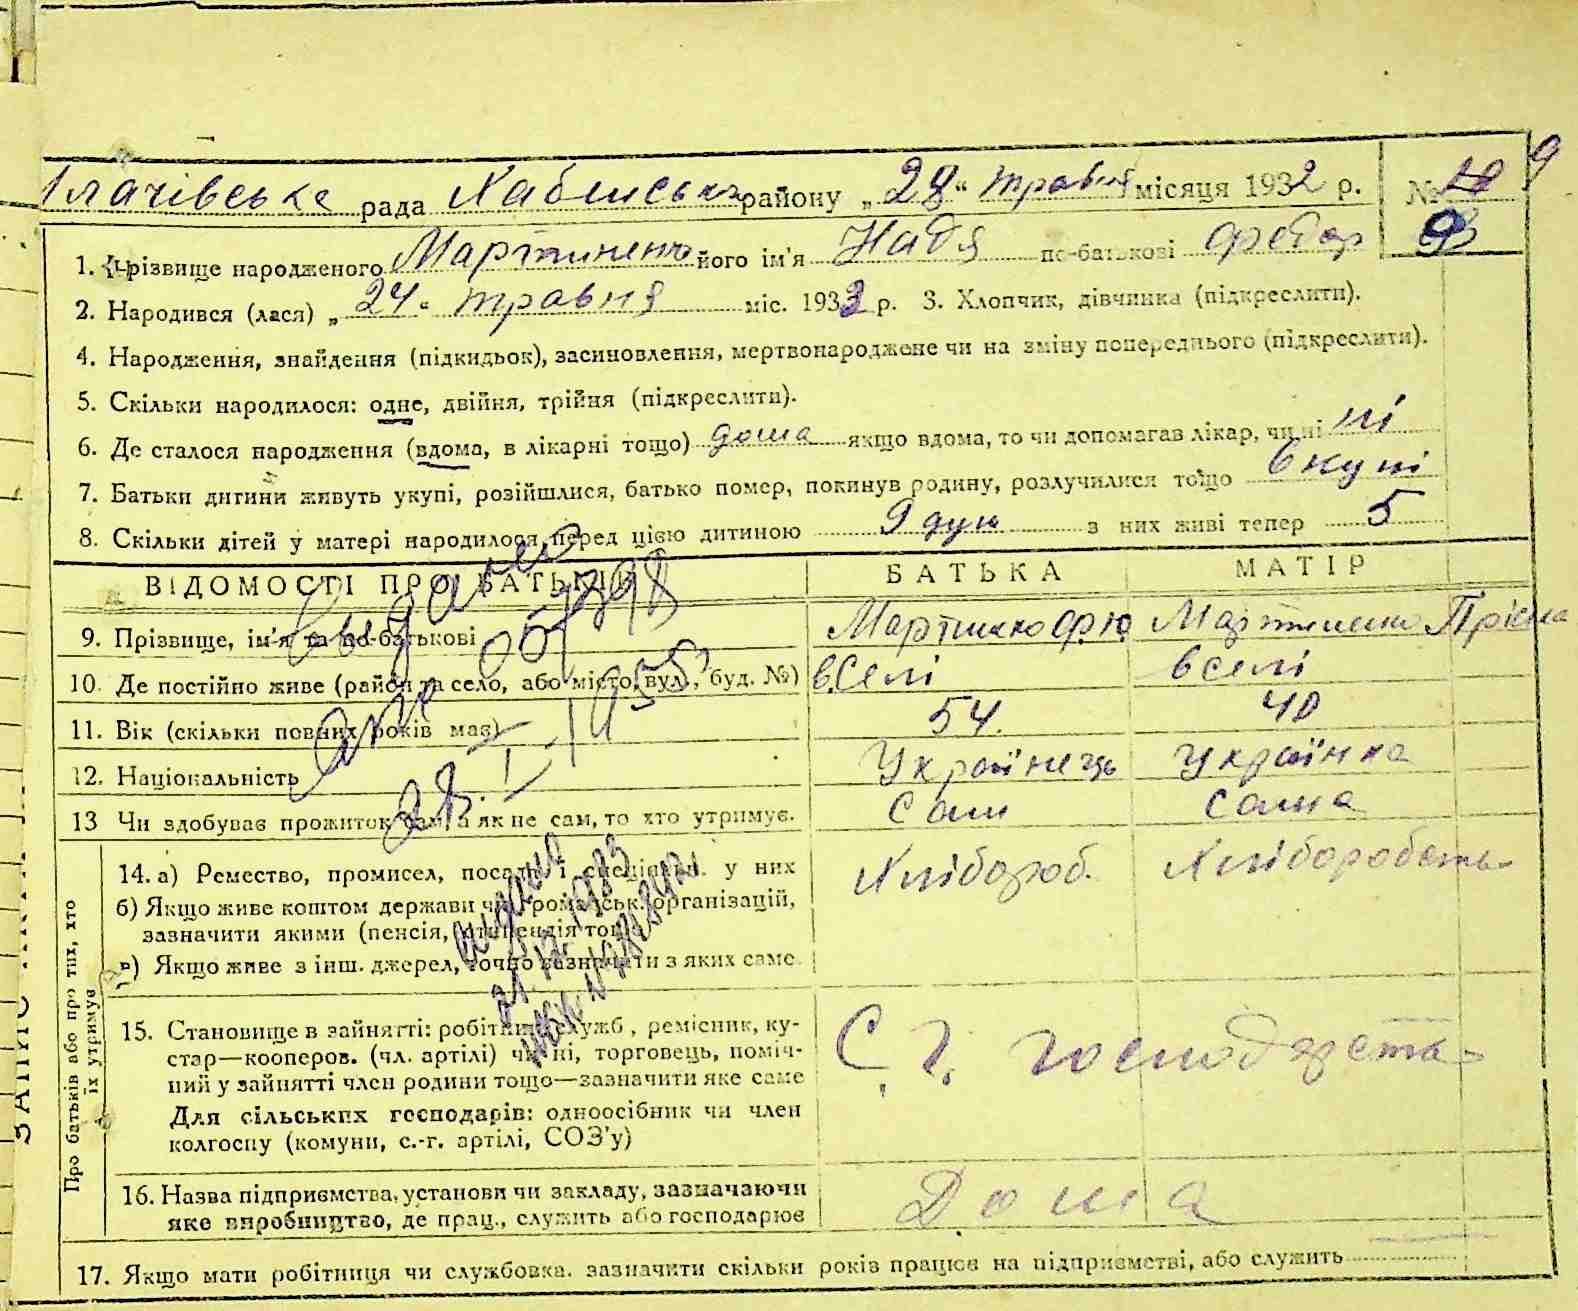 Плачівська рада Хабенськ району „28“ травня місяця 1932 р. № 9
1. Прізвище народженого Мартиненко його ім'я Надя по-батькові Федор
2. Народився (лася) „24“ травня міс. 1932 р. 3. Хлопчик, дівчинка (підкреслити).
4. Народження, знайдення (підкидьок), засиновлення, мертвонароджене чи на зміну попереднього (підкреслити).
5. Скільки народилося: одне, двійня, трійня (підкреслити).
6. Де сталося народження (вдома, в лікарні тощо) дома якщо вдома, то чи допомагав лікар, чи ні ні
7. Батьки дитини живуть укупі, розійшлися, батько помер, покинув родину, розлучилися тощо вкупі
8. Скільки дітей у матері народилося перед цією дитиною 9 душ з них живі тепер 5
ВІДОМОСТІ ПРО БАТЬКІВ БАТЬКА МАТІР
9. Прізвище, ім'я та по-батькові Мартиненко Мартиненко
10. Де постійно живе (район та село, або місто, вул., буд. №) в селі в селі
11. Вік (скільки повних років має) 54. 40
12. Національність Українець Українка
13 Чи здобуває прожиток сам, а як не сам, то хто утримує. Сам Сама
Про батьків або про тих, хто їх утримує
14. а) Ремество, промисел, посада і спеціяльн. у них Хлібороб. Хліборобств
б) Якщо живе коштом держави чи громадськ. організацій,
зазначити якими (пенсія, стипендія тощо)
в) Якщо живе з інш. джерел, точно зазначити з яких саме.
15. Становище в зайнятті: робітник, служб, ремісник, ку-
стар—кооперов. (чл. артілі) чи ні, торговець, поміч-
ний у зайнятті член родини тощо—зазначити яке саме
Для сільських господарів: одноосібник чи член
колгоспу (комуни, с.-г. артілі, СОЗ'у)
С. Г. господарств
16. Назва підприємства, установи чи закладу, зазначаючи
яке виробництво, де прац., служить або господарює
Дома
17. Якщо мати робітниця чи службовка, зазначити скільки років працює на підприємстві, або служить